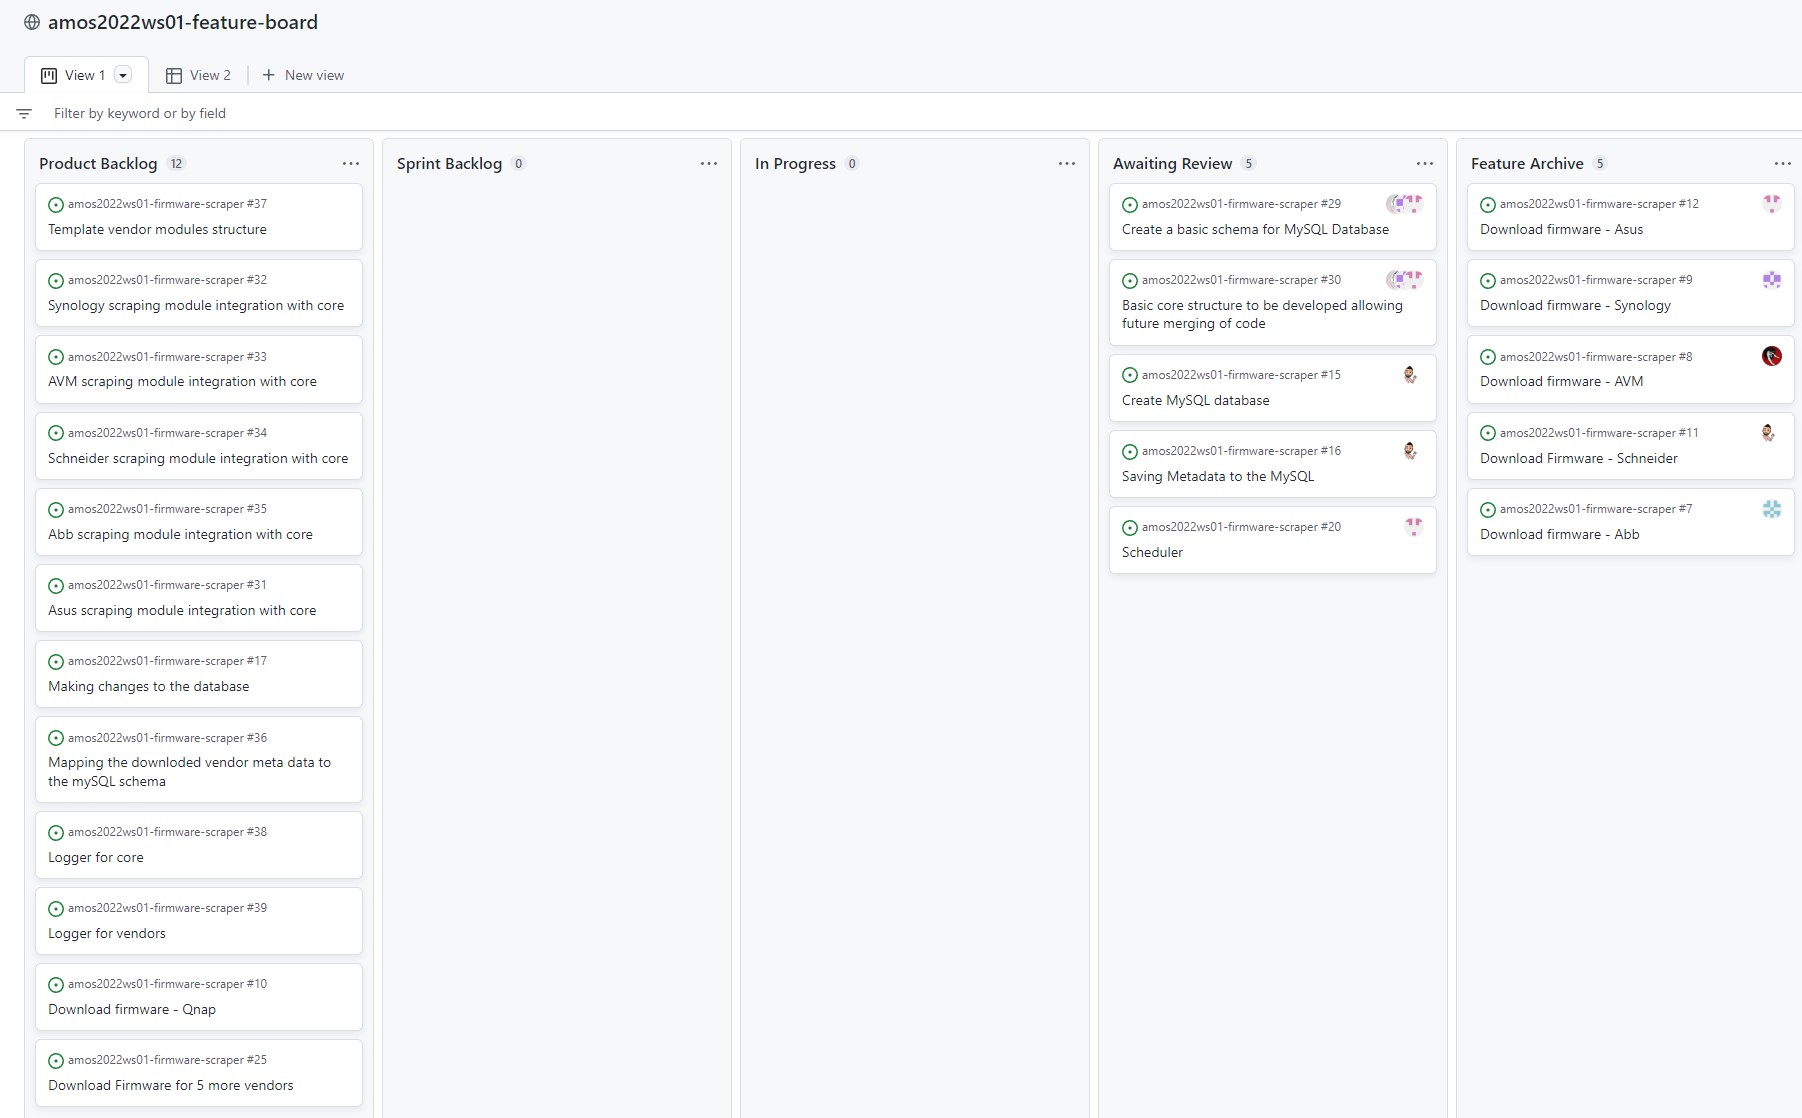 amos2022ws01-feature-board
View 1
View 2
New view
Filter by keyword or by field
Product Backlog 12
amos2022ws01-firmware-scraper #37
Template vendor modules structure
amos2022ws01-firmware-scraper #32
Synology scraping module integration with core
amos2022ws01-firmware-scraper #33
AVM scraping module integration with core
amos2022ws01-firmware-scraper #34
Schneider scraping module integration with core
amos2022ws01-firmware-scraper #35
Abb scraping module integration with core
amos2022ws01-firmware-scraper #31
Asus scraping module integration with core
amos2022ws01-firmware-scraper #17
Making changes to the database
amos2022ws01-firmware-scraper #36
Mapping the downloded vendor meta data to
the mySQL schema
amos2022ws01-firmware-scraper #38
Logger for core
amos2022ws01-firmware-scraper #39
Logger for vendors
amos2022ws01-firmware-scraper #10
Download firmware - Qnap
amos2022ws01-firmware-scraper #25
Download Firmware for 5 more vendors
Sprint Backlog 0
In Progress 0
Awaiting Review 5
amos2022ws01-firmware-scraper #29
Create a basic schema for MySQL Database
amos2022ws01-firmware-scraper #30
Basic core structure to be developed allowing
future merging of code
amos2022ws01-firmware-scraper #15
Create MySQL database
amos2022ws01-firmware-scraper #16
Saving Metadata to the MySQL
amos2022ws01-firmware-scraper #20
Scheduler
Feature Archive 5
amos2022ws01-firmware-scraper #12
Download firmware - Asus
amos2022ws01-firmware-scraper #9
Download firmware - Synology
amos2022ws01-firmware-scraper #8
Download firmware - AVM
amos2022ws01-firmware-scraper #11
Download Firmware - Schneider
amos2022ws01-firmware-scraper #7
Download firmware - Abb